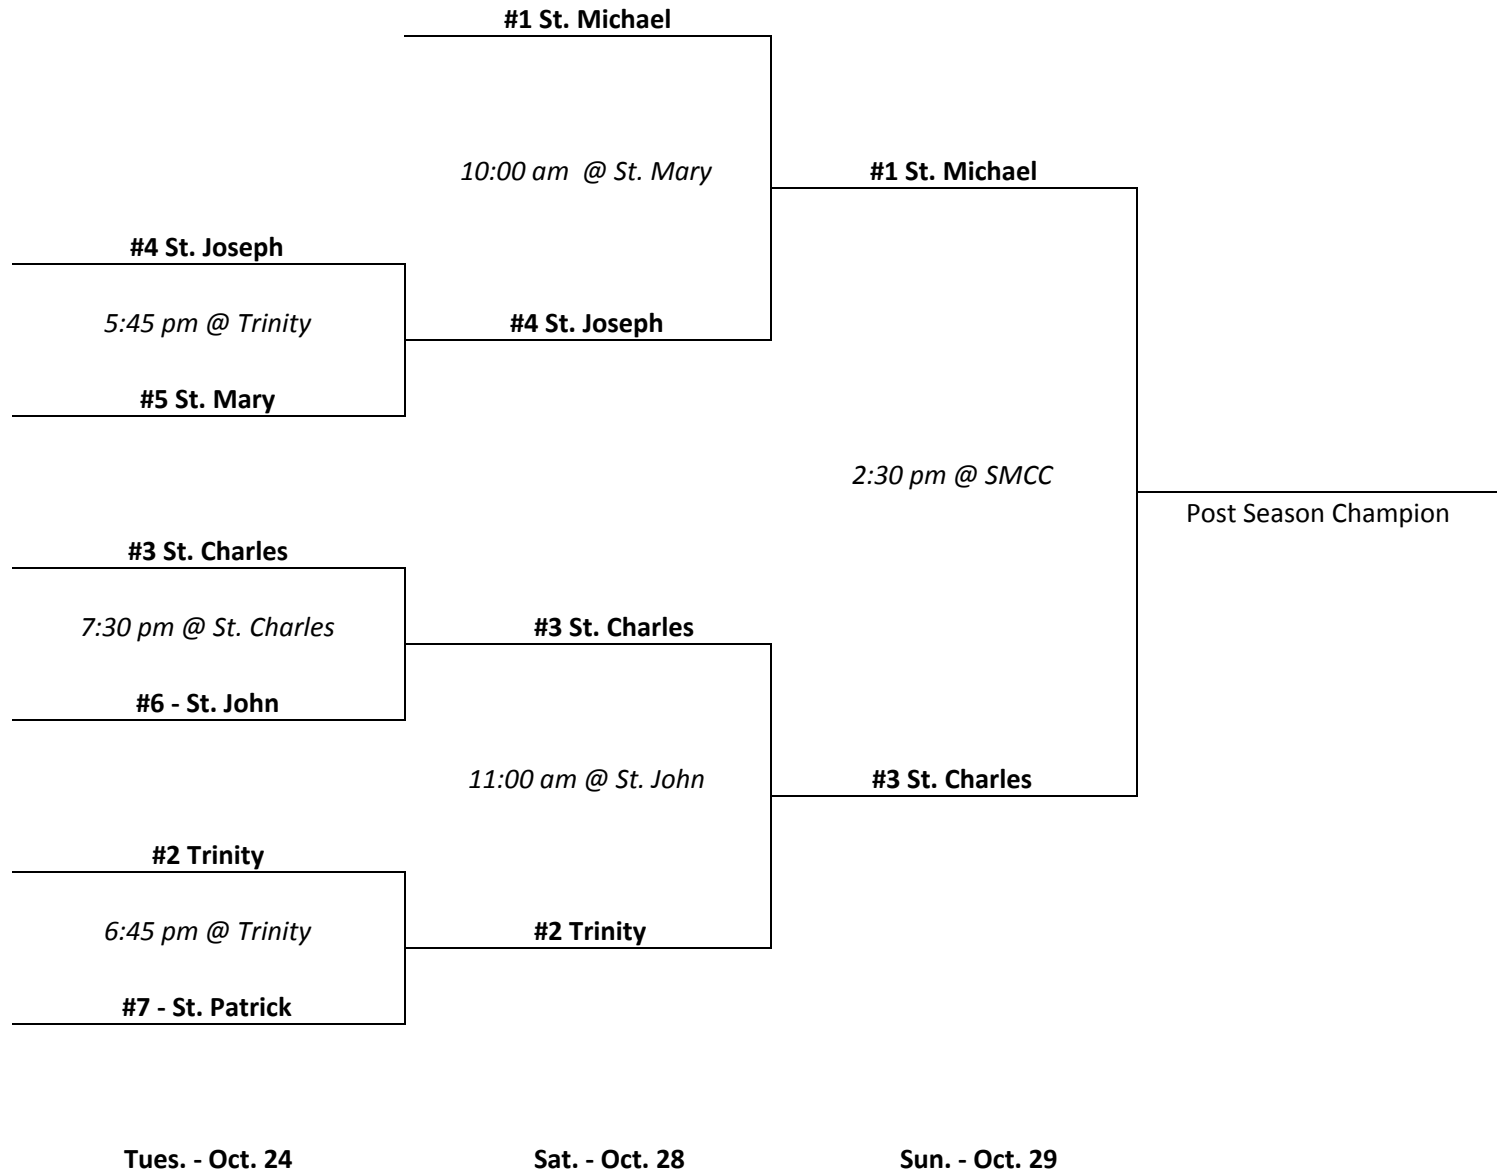 #1 St. Michael
10:00 am  @ St. Mary
#1 St. Michael
#4 St. Joseph
5:45 pm @ Trinity
#4 St. Joseph
#5 St. Mary
2:30 pm @ SMCC
Post Season Champion
#3 St. Charles
7:30 pm @ St. Charles
#3 St. Charles
#6 - St. John
11:00 am @ St. John
#3 St. Charles
#2 Trinity
6:45 pm @ Trinity
#2 Trinity
#7 - St. Patrick
Tues. - Oct. 24
Sat. - Oct. 28
Sun. - Oct. 29